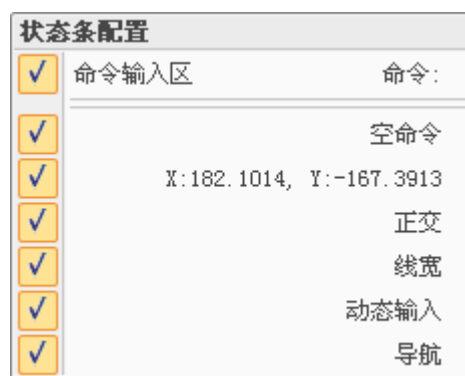 状态条配置
命令输入区 命令:
空命令
X:182.1014, Y:-167.3913
正交
线宽
动态输入
导航